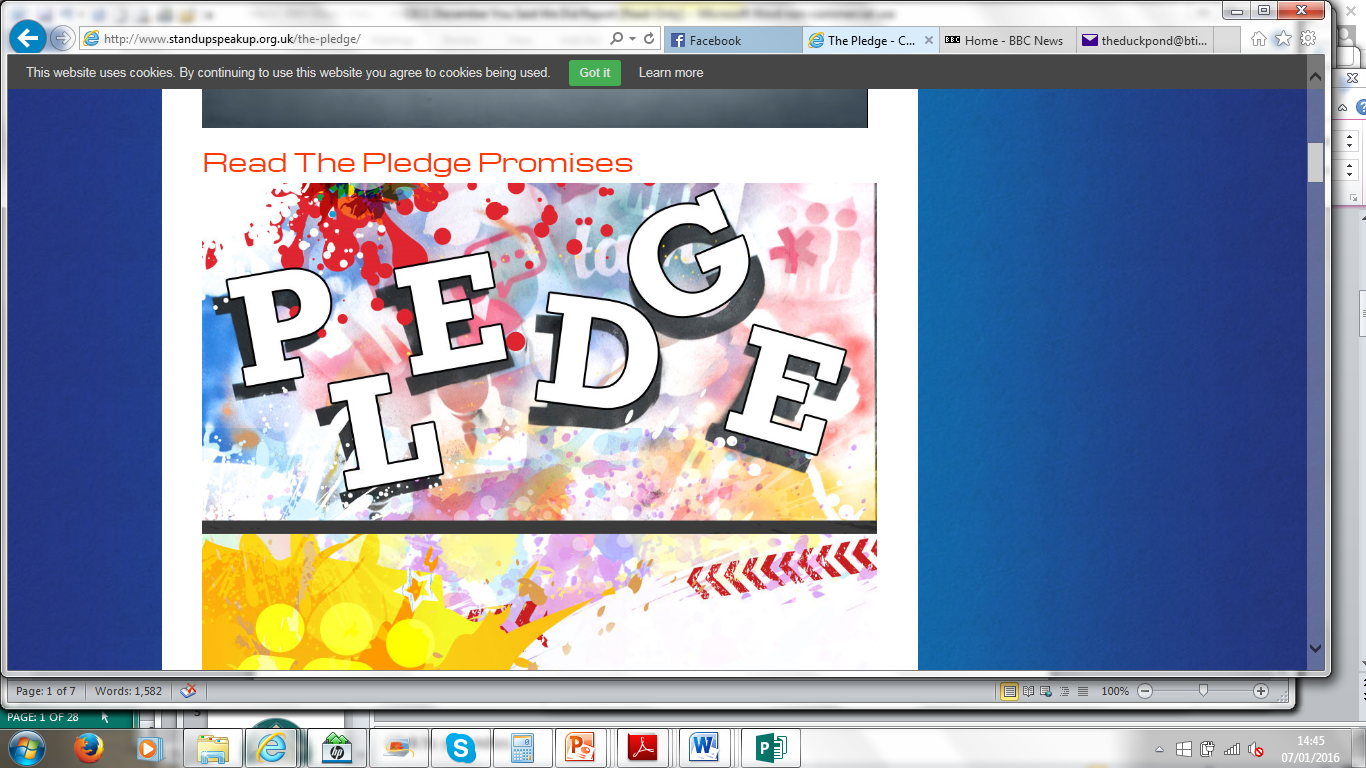 http://www.standupspeakup.org.uk/the-pledge/
Facebook
The Pledge - C...
BBC Home - BBC News
theduckpond@bti...
This website uses cookies. By continuing to use this website you agree to cookies being used.
Got it
Learn more
Read The Pledge Promises
PLEDGE
Page: 1 of 7
Words: 1,582
100%
PAGE: 1 OF 28
14:45
07/01/2016